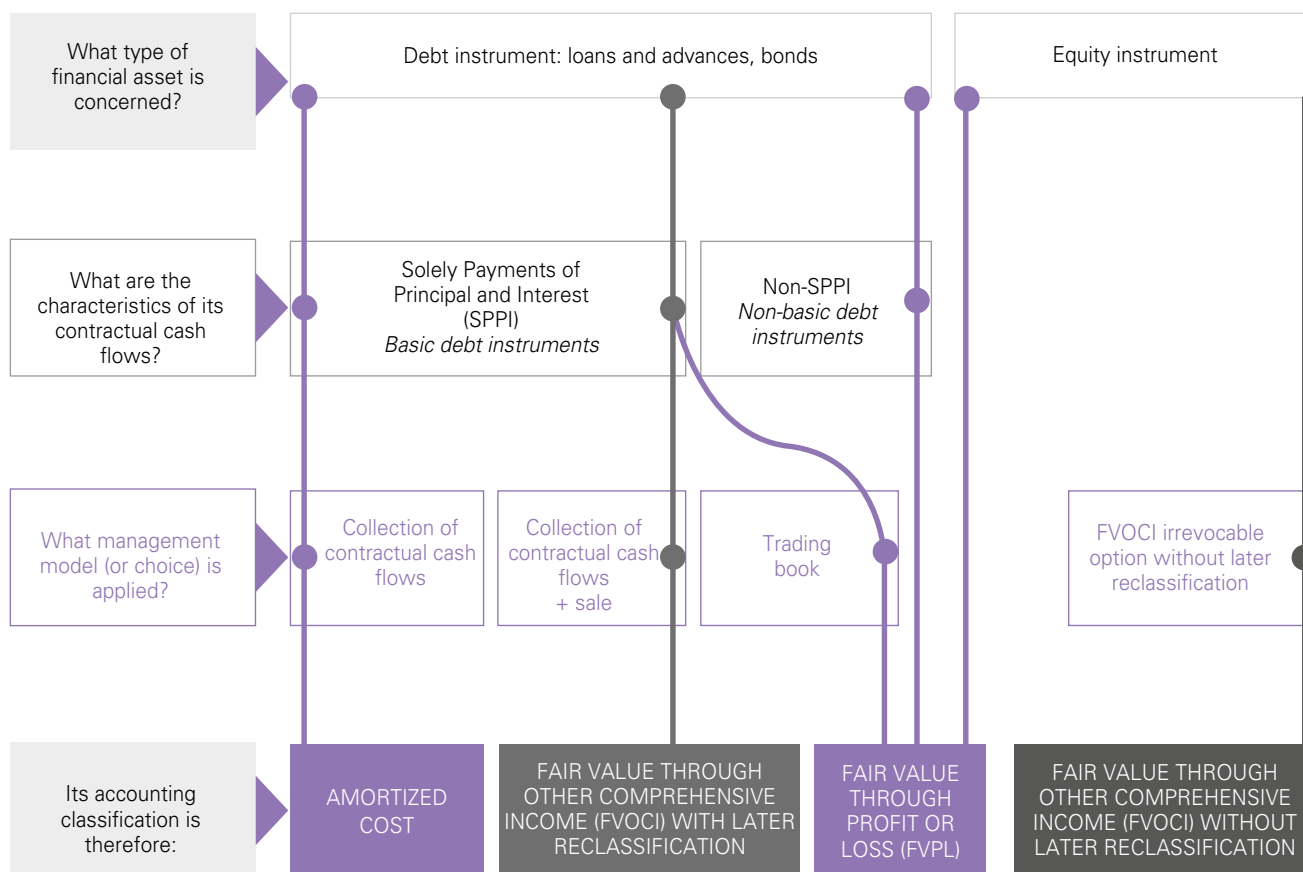 What type of
financial asset is
concerned?
Debt instrument: loans and advances, bonds
Equity instrument
What are the
characteristics of its
contractual cash
flows?
Solely Payments of
Principal and Interest
(SPPI)
Basic debt instruments
Non-SPPI
Non-basic debt
instruments
What management
model (or choice) is
applied?
Collection of
contractual cash
flows
Collection of
contractual cash
flows
+ sale
Trading
book
FVOCI irrevocable
option without later
reclassification
Its accounting
classification is
therefore:
AMORTIZED
COST
FAIR VALUE THROUGH
OTHER COMPREHENSIVE
INCOME (FVOCI) WITH LATER
RECLASSIFICATION
FAIR VALUE
THROUGH
PROFIT OR
LOSS (FVPL)
FAIR VALUE THROUGH
OTHER COMPREHENSIVE
INCOME (FVOCI) WITHOUT
LATER RECLASSIFICATION